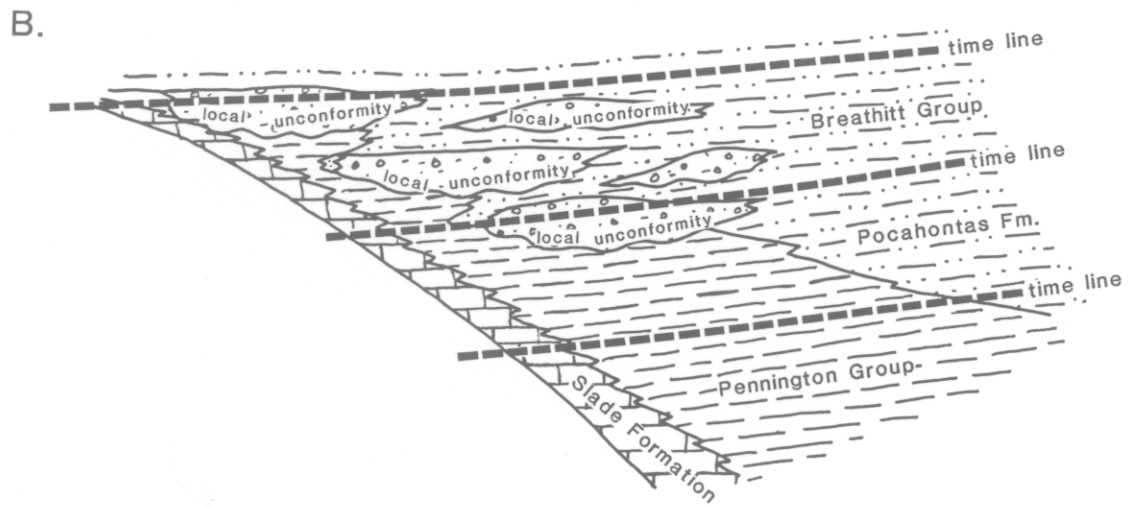 B.
time line
local unconformity
local unconformity
Breathitt Group
time line
local unconformity
local unconformity
Pocahontas Fm.
time line
Pennington Group
Slade Formation